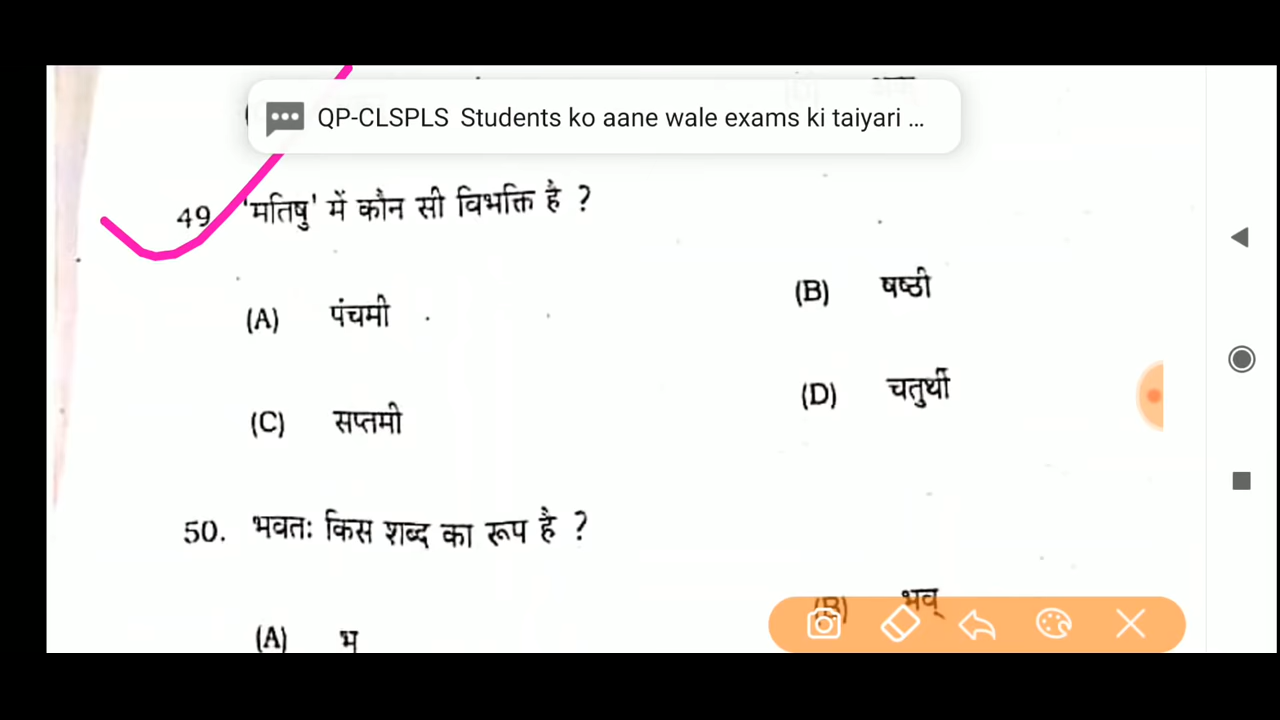 QP-CLSPLS Students ko aane wale exams ki taiyari ...
49 'मतिषु' में कौन सी विभक्ति है ?
(A) पंचमी
(B) षष्ठी
(C) सप्तमी
(D) चतुर्थी
50. भवतः किस शब्द का रूप है ?
(A) भ
(B) भव्